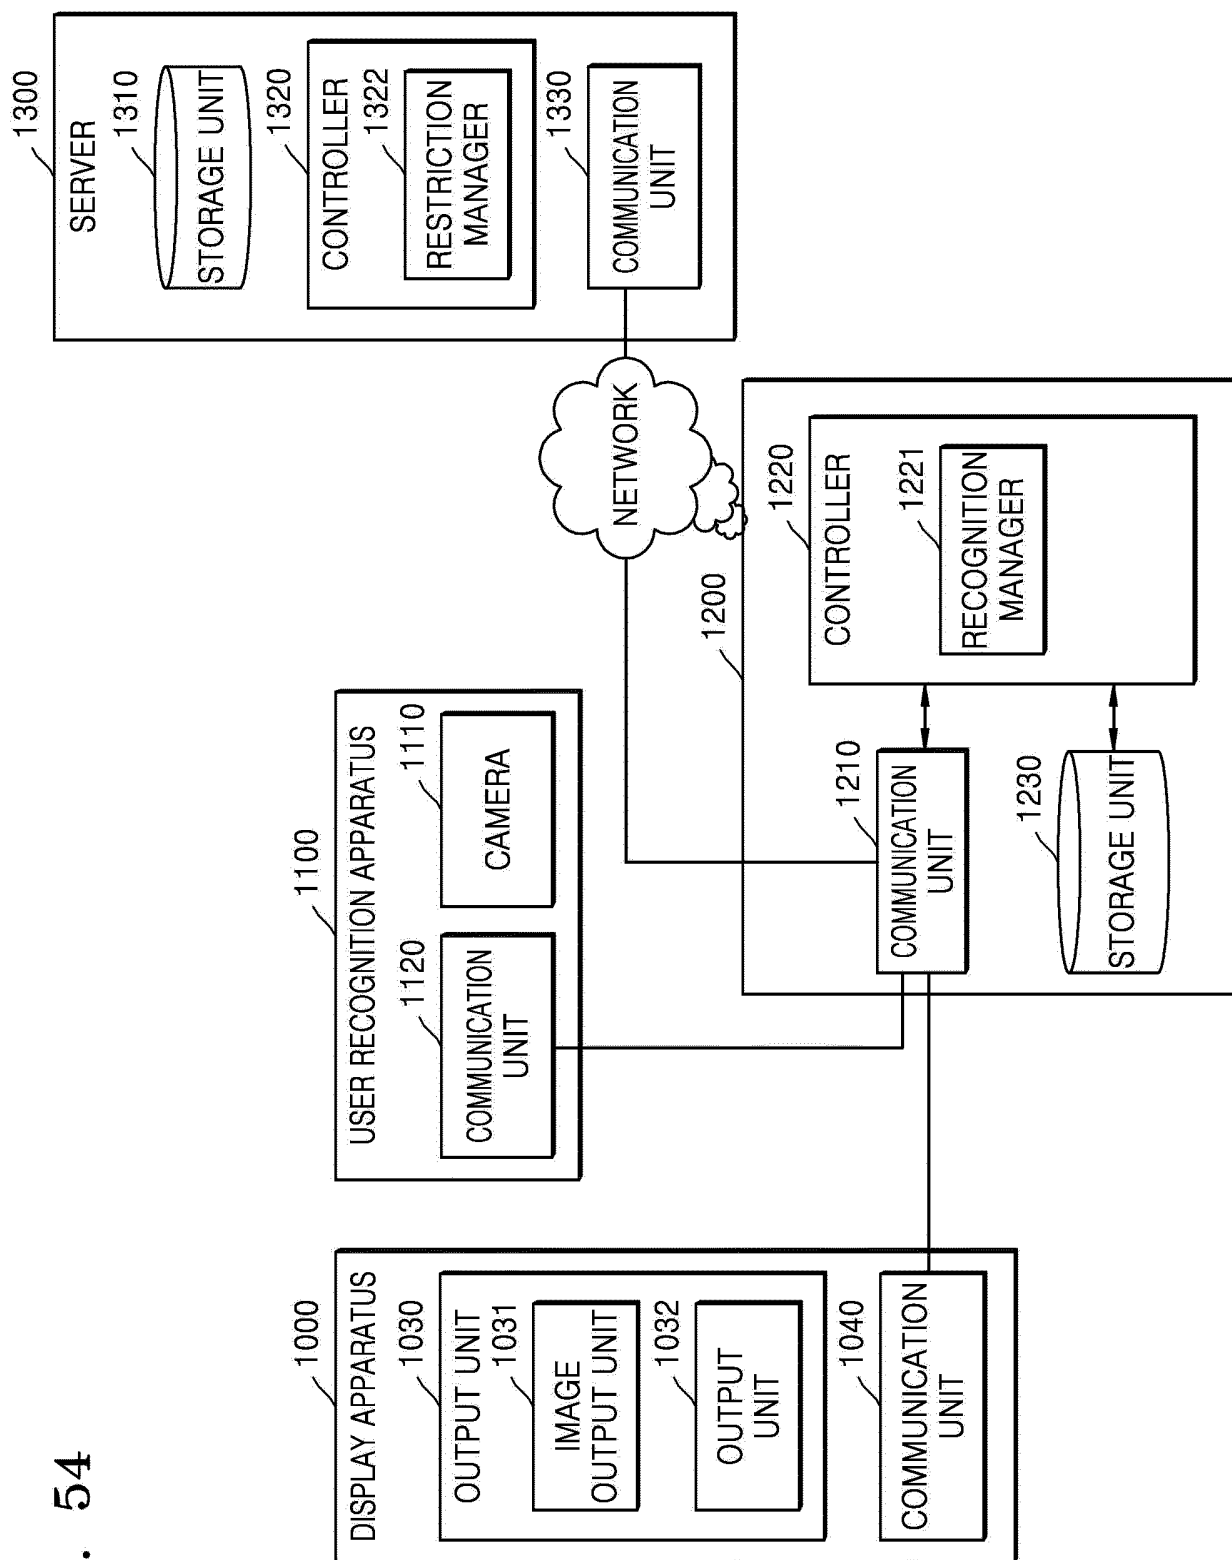 . 54
1000
DISPLAY APPARATUS
1030
OUTPUT UNIT
1031
IMAGE
OUTPUT UNIT
1032
OUTPUT
UNIT
1040
COMMUNICATION
UNIT
1100
USER RECOGNITION APPARATUS
1120
COMMUNICATION
UNIT
1110
CAMERA
1200
1210
COMMUNICATION
UNIT
1230
STORAGE UNIT
1220
CONTROLLER
1221
RECOGNITION
MANAGER
NETWORK
1300
SERVER
1310
STORAGE UNIT
1320
CONTROLLER
1322
RESTRICTION
MANAGER
1330
COMMUNICATION
UNIT